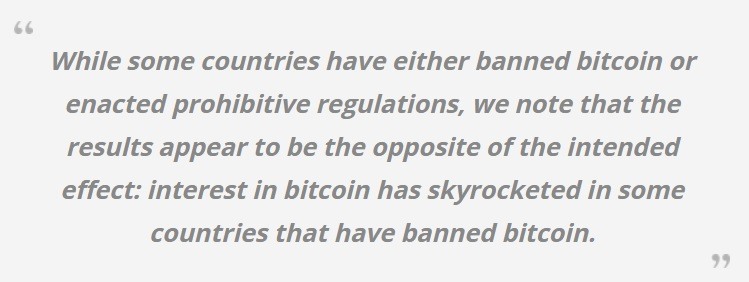 “
While some countries have either banned bitcoin or
enacted prohibitive regulations, we note that the
results appear to be the opposite of the intended
effect: interest in bitcoin has skyrocketed in some
countries that have banned bitcoin.
”